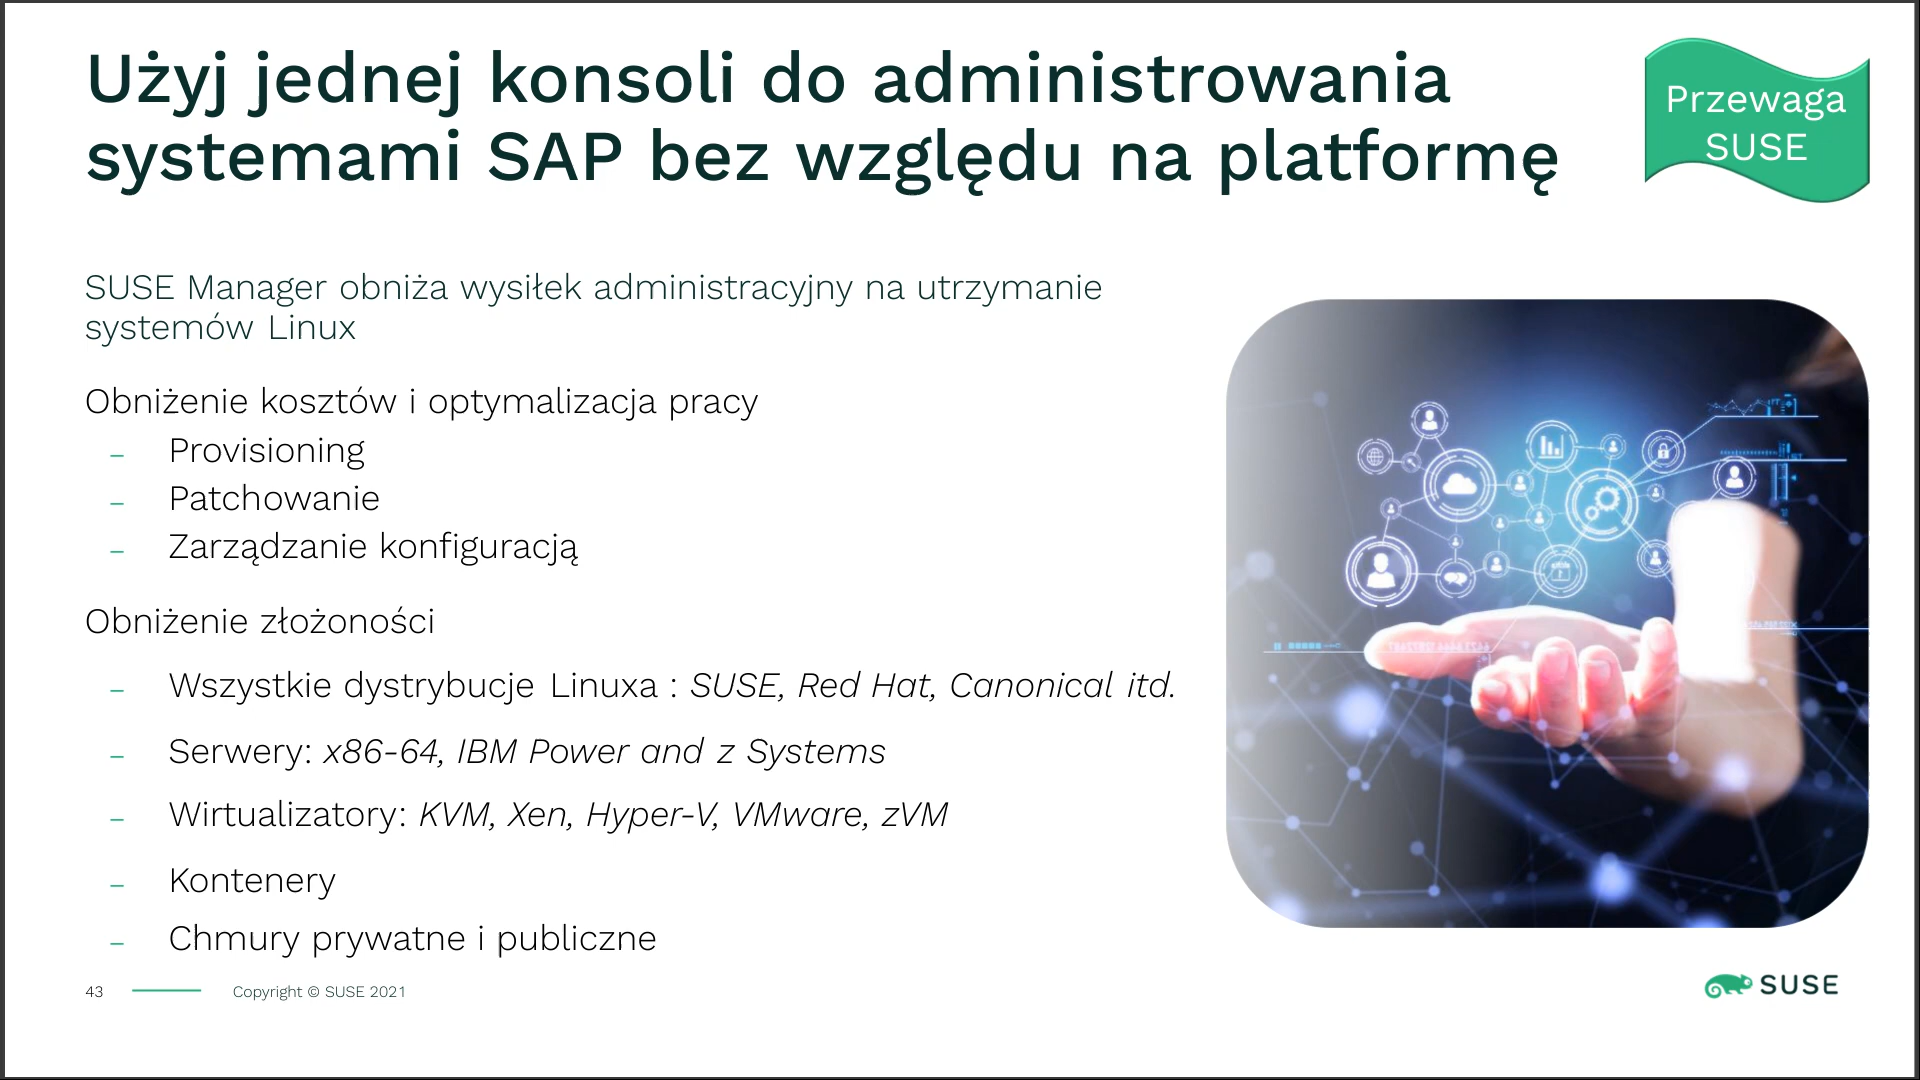 Użyj jednej konsoli do administrowania
systemami SAP bez względu na platformę
Przewaga
SUSE
SUSE Manager obniża wysiłek administracyjny na utrzymanie
systemów Linux
Obniżenie kosztów i optymalizacja pracy
– Provisioning
– Patchowanie
– Zarządzanie konfiguracją
Obniżenie złożoności
– Wszystkie dystrybucje Linuxa : SUSE, Red Hat, Canonical itd.
– Serwery: x86-64, IBM Power and z Systems
– Wirtualizatory: KVM, Xen, Hyper-V, VMware, zVM
– Kontenery
– Chmury prywatne i publiczne
43
Copyright © SUSE 2021
SUSE